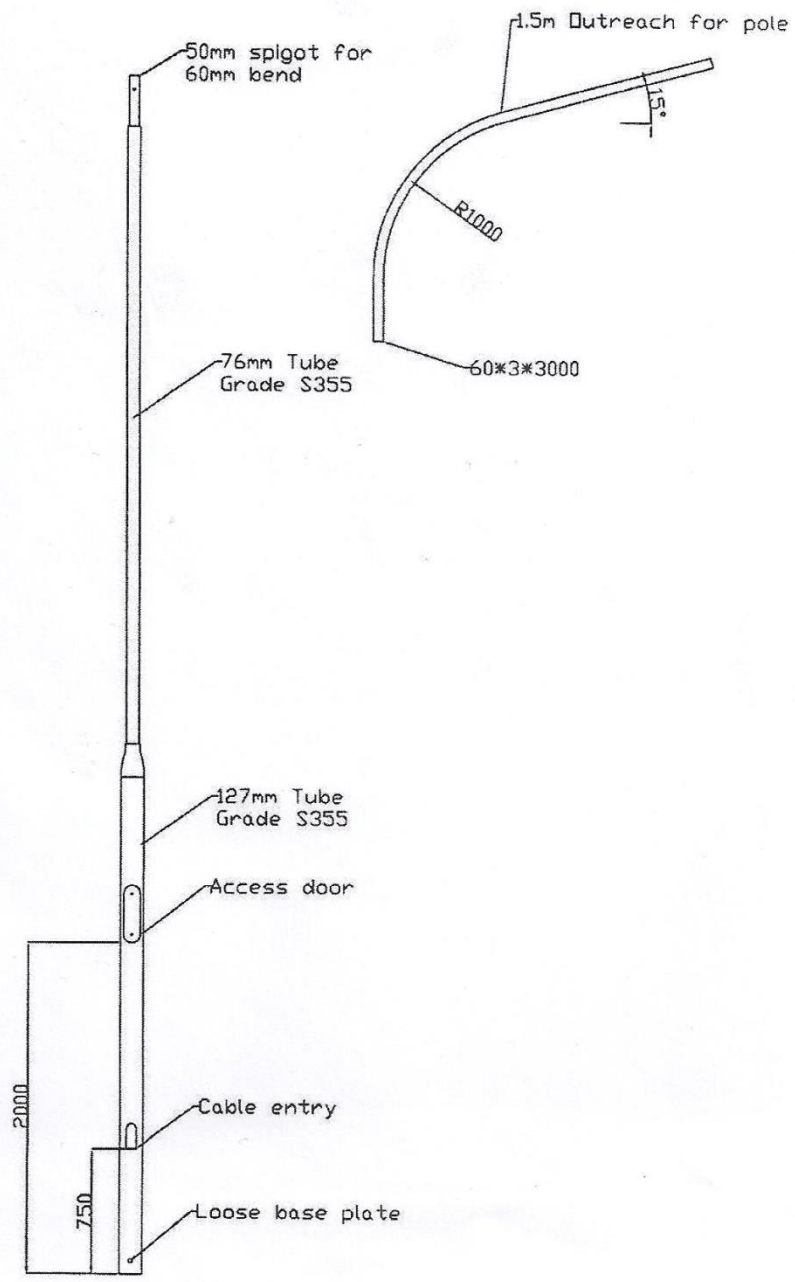 50mm spigot for
60mm bend
1.5m Outreach for pole
15°
R1000
60*3*3000
76mm Tube
Grade S355
127mm Tube
Grade S355
Access door
2000
Cable entry
750
Loose base plate